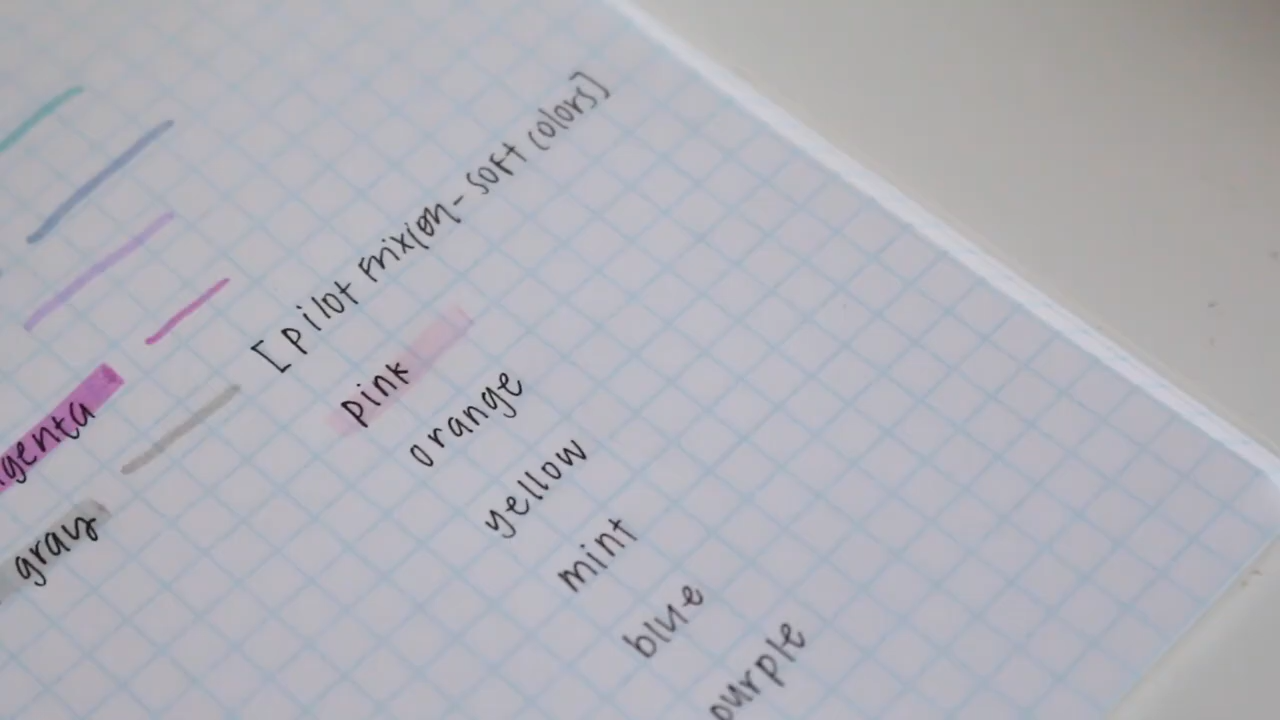 [pilot Frixion - soft colors]
pink
orange
yellow
mint
blue
purple
genta
gray